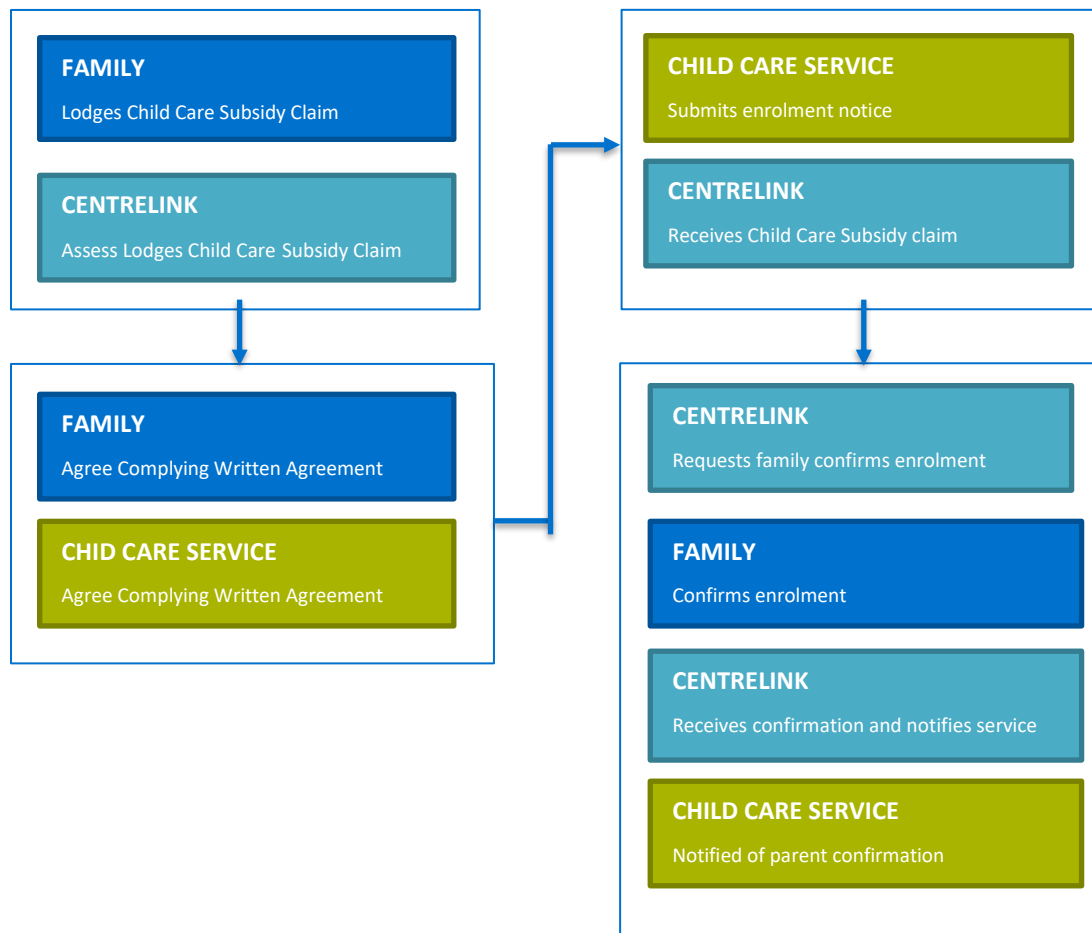 FAMILY
Lodges Child Care Subsidy Claim
CENTRELINK
Assess Lodges Child Care Subsidy Claim
FAMILY
Agree Complying Written Agreement
CHID CARE SERVICE
Agree Complying Written Agreement
CHILD CARE SERVICE
Submits enrolment notice
CENTRELINK
Receives Child Care Subsidy claim
CENTRELINK
Requests family confirms enrolment
FAMILY
Confirms enrolment
CENTRELINK
Receives confirmation and notifies service
CHILD CARE SERVICE
Notified of parent confirmation